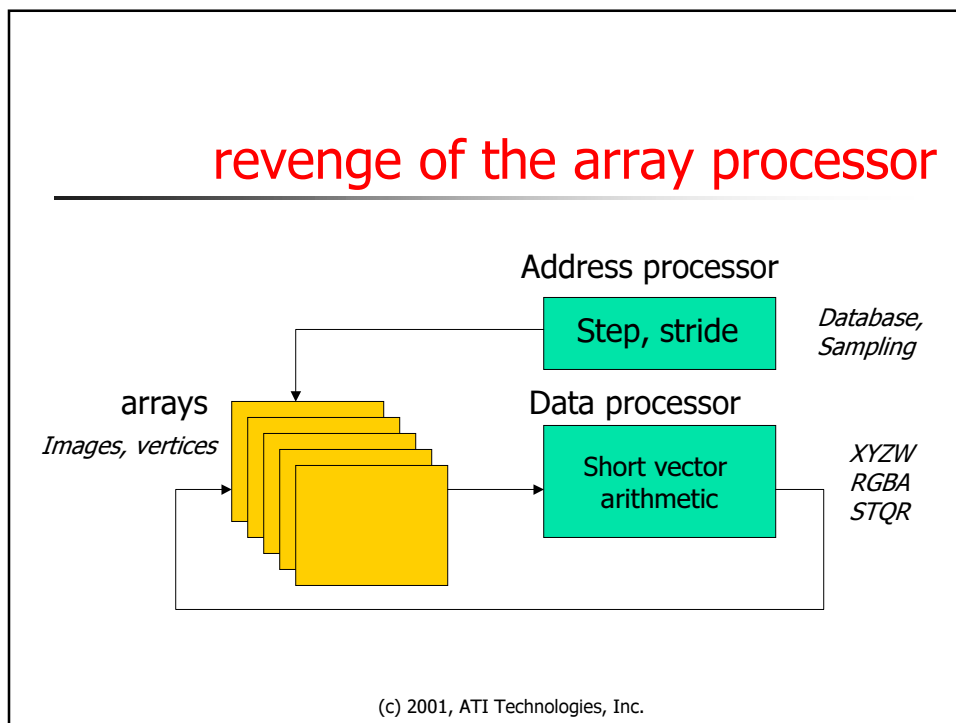 revenge of the array processor
Address processor
Step, stride
Database,
Sampling
arrays
Images, vertices
Data processor
Short vector
arithmetic
XYZW
RGBA
STQR
(c) 2001, ATI Technologies, Inc.